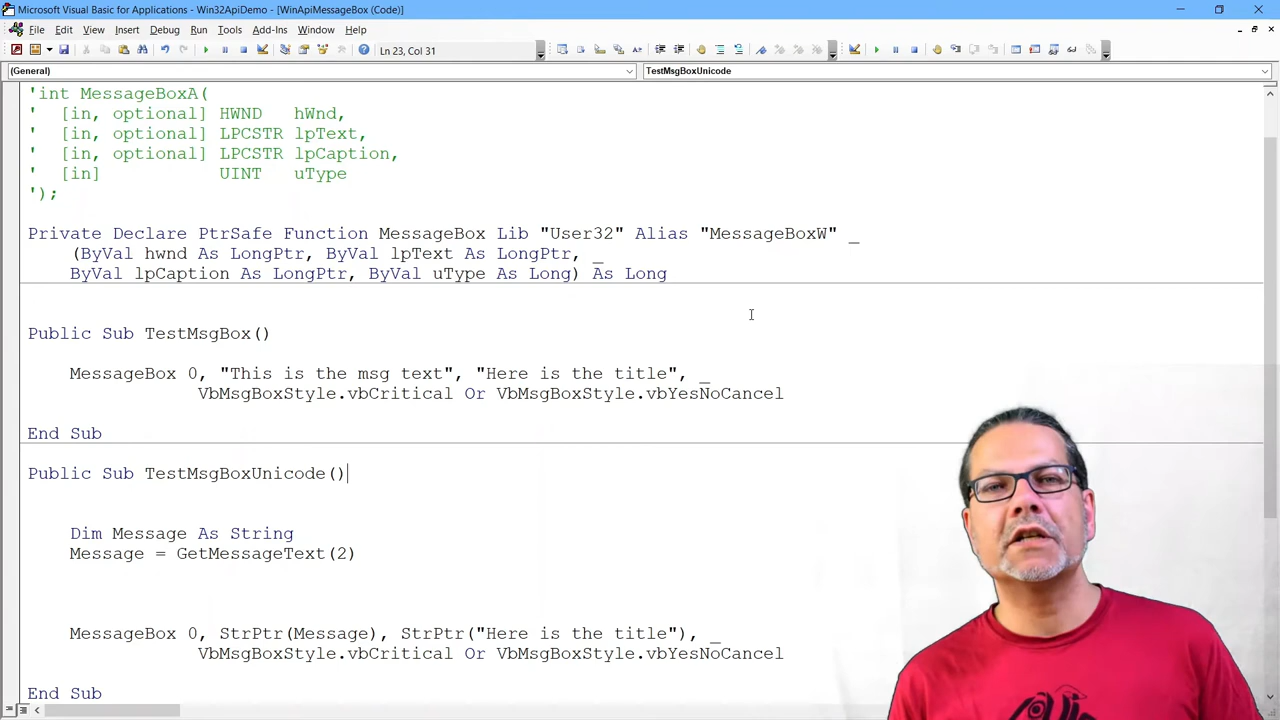 Microsoft Visual Basic for Applications - Win32ApiDemo - [WinApiMessageBox (Code)]
File Edit View Insert Debug Run Tools Add-Ins Window Help
Ln 23, Col 31
(General) TestMsgBoxUnicode
'int MessageBoxA(
' [in, optional] HWND hWnd,
' [in, optional] LPCSTR lpText,
' [in, optional] LPCSTR lpCaption,
' [in] UINT uType
');
Private Declare PtrSafe Function MessageBox Lib "User32" Alias "MessageBoxW" _
(ByVal hwnd As LongPtr, ByVal lpText As LongPtr, _
ByVal lpCaption As LongPtr, ByVal uType As Long) As Long
Public Sub TestMsgBox()
MessageBox 0, "This is the msg text", "Here is the title", _
VbMsgBoxStyle.vbCritical Or VbMsgBoxStyle.vbYesNoCancel
End Sub
Public Sub TestMsgBoxUnicode()
Dim Message As String
Message = GetMessageText(2)
MessageBox 0, StrPtr(Message), StrPtr("Here is the title"), _
VbMsgBoxStyle.vbCritical Or VbMsgBoxStyle.vbYesNoCancel
End Sub